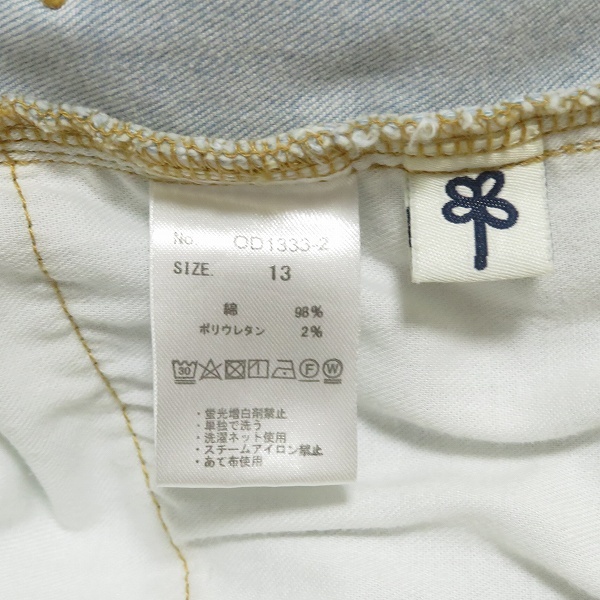 No. CD1333-2
SIZE. 13
綿 98%
ポリウレタン 2%
30 F W
・蛍光増白剤禁止
・単独で洗う
・洗濯ネット使用
・スチームアイロン禁止
・あて布使用